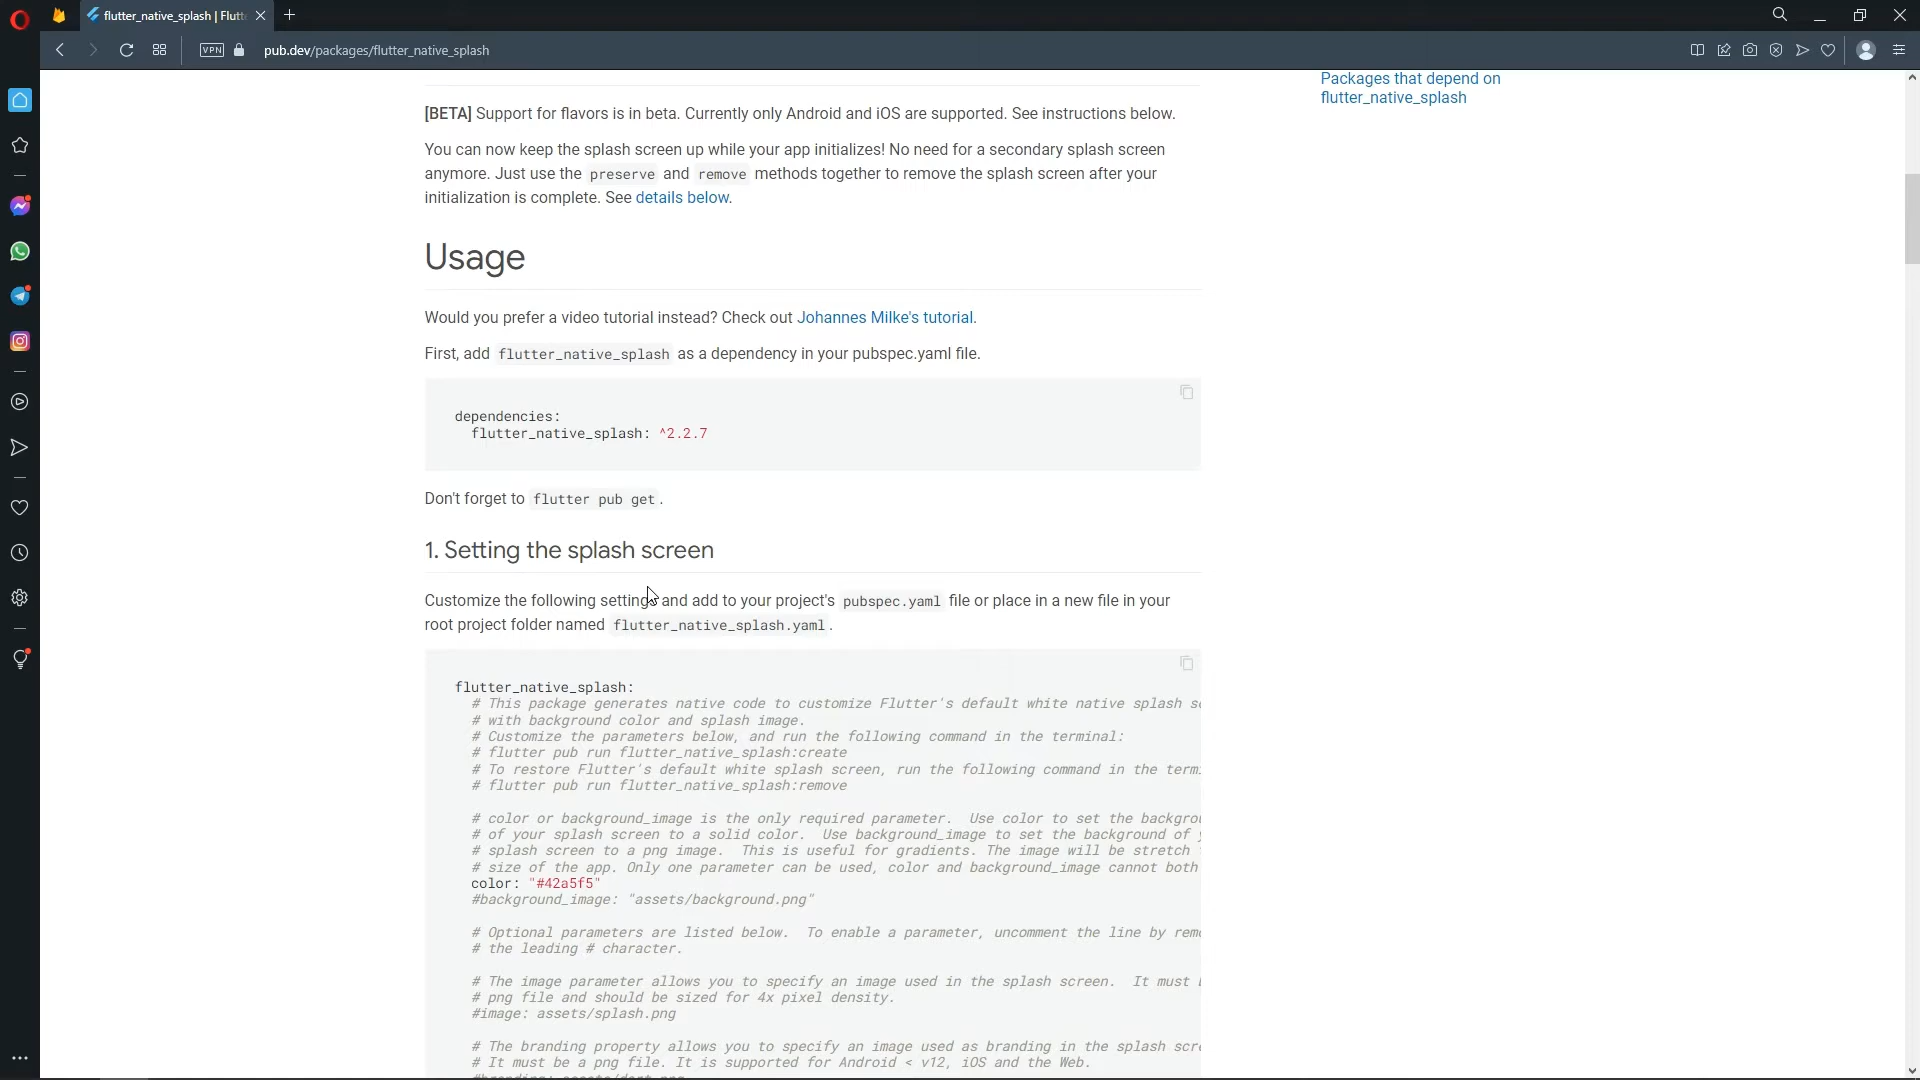 flutter_native_splash | Flutt
VPN
pub.dev/packages/flutter_native_splash
Packages that depend on
flutter_native_splash
[BETA] Support for flavors is in beta. Currently only Android and iOS are supported. See instructions below.
You can now keep the splash screen up while your app initializes! No need for a secondary splash screen
anymore. Just use the preserve and remove methods together to remove the splash screen after your
initialization is complete. See details below.
Usage
Would you prefer a video tutorial instead? Check out Johannes Milke's tutorial.
First, add flutter_native_splash as a dependency in your pubspec.yaml file.
dependencies:
flutter_native_splash: ^2.2.7
Don't forget to flutter pub get .
1. Setting the splash screen
Customize the following settings and add to your project's pubspec.yaml file or place in a new file in your
root project folder named flutter_native_splash.yaml .
flutter_native_splash:
# This package generates native code to customize Flutter's default white native splash
# with background color and splash image.
# Customize the parameters below, and run the following command in the terminal:
# flutter pub run flutter_native_splash:create
# To restore Flutter's default white splash screen, run the following command in the term
# flutter pub run flutter_native_splash:remove
# color or background_image is the only required parameter.  Use color to set the backgro
# of your splash screen to a solid color.  Use background_image to set the background of
# splash screen to a png image.  This is useful for gradients. The image will be stretch
# size of the app. Only one parameter can be used, color and background_image cannot both
color: "#42a5f5"
#background_image: "assets/background.png"
# Optional parameters are listed below.  To enable a parameter, uncomment the line by rem
# the leading # character.
# The image parameter allows you to specify an image used in the splash screen.  It must
# png file and should be sized for 4x pixel density.
#image: assets/splash.png
# The branding property allows you to specify an image used as branding in the splash scr
# It must be a png file. It is supported for Android < v12, iOS and the Web.